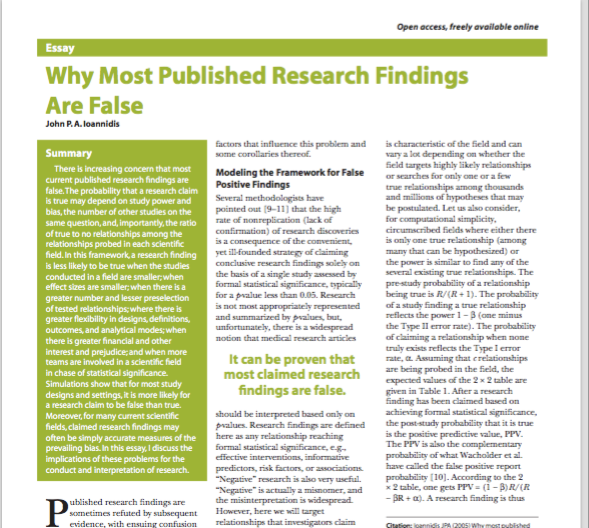 Open access, freely available online
Essay
Why Most Published Research Findings
Are False
John P. A. Ioannidis
Summary
There is increasing concern that most
current published research findings are
false. The probability that a research claim
is true may depend on study power and
bias, the number of other studies on the
same question, and, importantly, the ratio
of true to no relationships among the
relationships probed in each scientific
field. In this framework, a research finding
is less likely to be true when the studies
conducted in a field are smaller; when
effect sizes are smaller; when there is a
greater number and lesser preselection
of tested relationships; where there is
greater flexibility in designs, definitions,
outcomes, and analytical modes; when
there is greater financial and other
interest and prejudice; and when more
teams are involved in a scientific field
in chase of statistical significance.
Simulations show that for most study
designs and settings, it is more likely for
a research claim to be false than true.
Moreover, for many current scientific
fields, claimed research findings may
often be simply accurate measures of the
prevailing bias. In this essay, I discuss the
implications of these problems for the
conduct and interpretation of research.
Published research findings are
sometimes refuted by subsequent
evidence, with ensuing confusion
factors that influence this problem and
some corollaries thereof.
Modeling the Framework for False
Positive Findings
Several methodologists have
pointed out [9–11] that the high
rate of nonreplication (lack of
confirmation) of research discoveries
is a consequence of the convenient,
yet ill-founded strategy of claiming
conclusive research findings solely on
the basis of a single study assessed by
formal statistical significance, typically
for a p-value less than 0.05. Research
is not most appropriately represented
and summarized by p-values, but,
unfortunately, there is a widespread
notion that medical research articles
It can be proven that
most claimed research
findings are false.
should be interpreted based only on
p-values. Research findings are defined
here as any relationship reaching
formal statistical significance, e.g.,
effective interventions, informative
predictors, risk factors, or associations.
“Negative” research is also very useful.
“Negative” is actually a misnomer, and
the misinterpretation is widespread.
However, here we will target
relationships that investigators claim
is characteristic of the field and can
vary a lot depending on whether the
field targets highly likely relationships
or searches for only one or a few
true relationships among thousands
and millions of hypotheses that may
be postulated. Let us also consider,
for computational simplicity,
circumscribed fields where either there
is only one true relationship (among
many that can be hypothesized) or
the power is similar to find any of the
several existing true relationships. The
pre-study probability of a relationship
being true is R/(R + 1). The probability
of a study finding a true relationship
reflects the power 1 − β (one minus
the Type II error rate). The probability
of claiming a relationship when none
truly exists reflects the Type I error
rate, α. Assuming that c relationships
are being probed in the field, the
expected values of the 2 × 2 table are
given in Table 1. After a research
finding has been claimed based on
achieving formal statistical significance,
the post-study probability that it is true
is the positive predictive value, PPV.
The PPV is also the complementary
probability of what Wacholder et al.
have called the false positive report
probability [10]. According to the 2
× 2 table, one gets PPV = (1 − β)R/(R
− βR + α). A research finding is thus
Citation: Ioannidis JPA (2005) Why most published